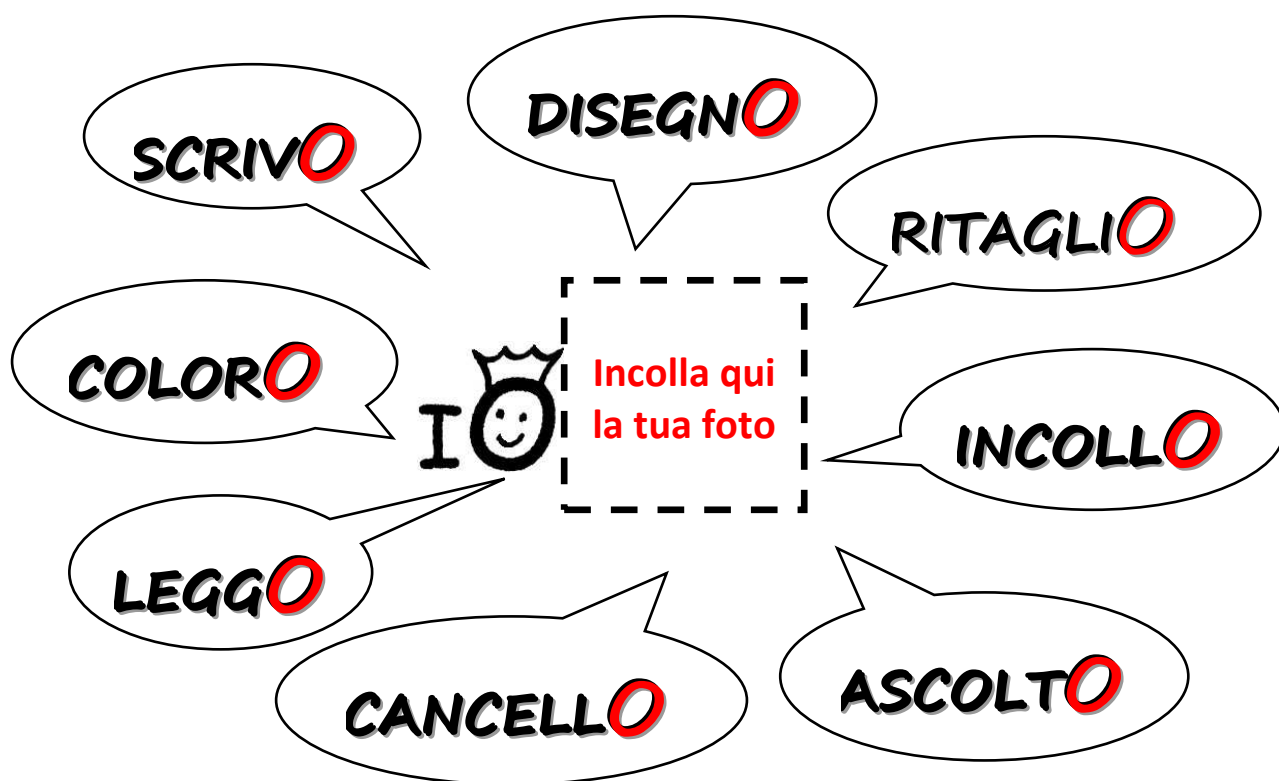 DISEGNO
SCRIVO
RITAGLIO
COLORO
IO
Incolla qui
la tua foto
INCOLLO
LEGGO
CANCELLO
ASCOLTO